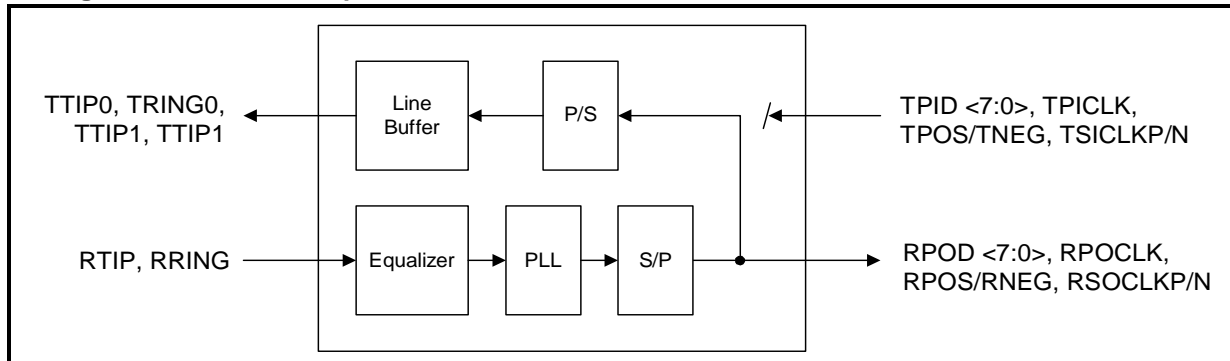 TTIP0, TRING0,
TTIP1, TTIP1
Line
Buffer
P/S
TPID <7:0>, TPICLK,
TPOS/TNEG, TSICLKP/N
RTIP, RRING
Equalizer
PLL
S/P
RPOD <7:0>, RPOCLK,
RPOS/RNEG, RSOCLKP/N